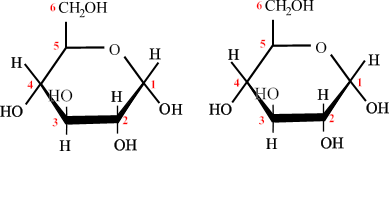 6 CH₂OH 6 CH₂OH
5 O H 5 O H
H H
4 HO H 1 4 HO H 1
HO OH HO OH
3 2 3 2
H OH H OH